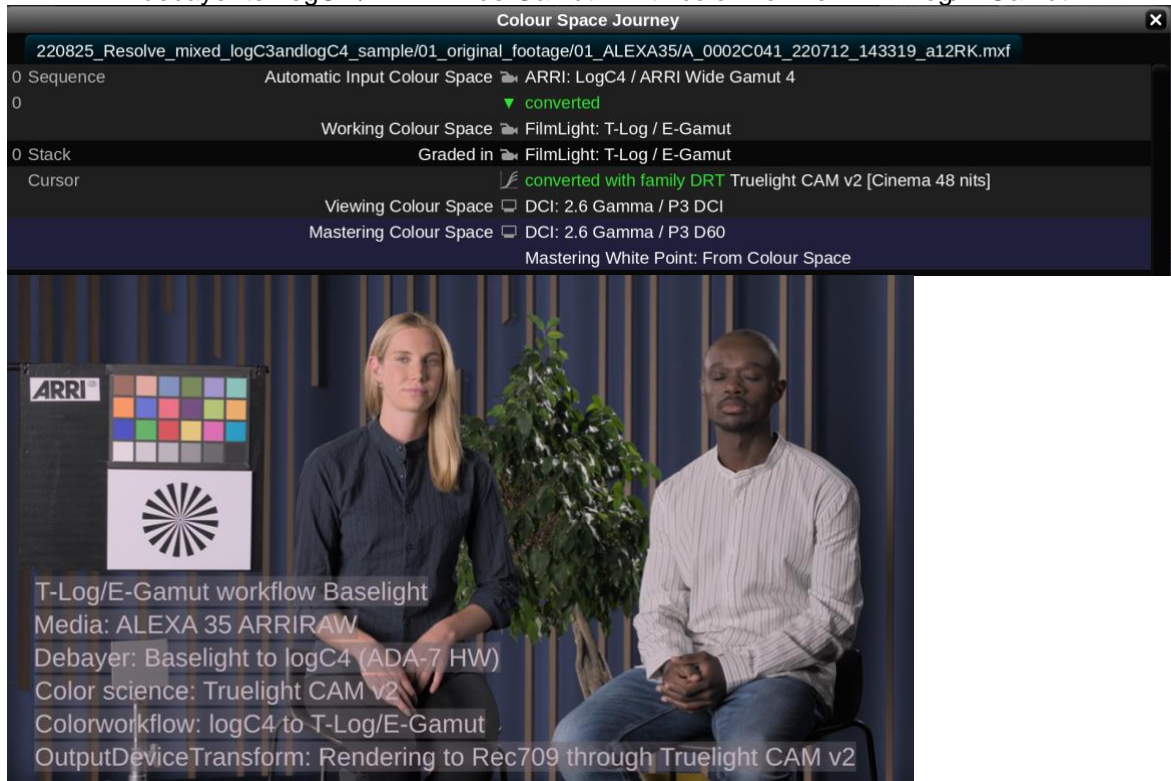 Colour Space Journey
220825_Resolve_mixed_logC3andlogC4_sample/01_original_footage/01_ALEXA35/A_0002C041_220712_143319_a12RK.mxf
0 Sequence Automatic Input Colour Space ARRI: LogC4 / ARRI Wide Gamut 4
0 ▼ converted
Working Colour Space FilmLight: T-Log / E-Gamut
0 Stack Graded in FilmLight: T-Log / E-Gamut
Cursor converted with family DRT Truelight CAM v2 [Cinema 48 nits]
Viewing Colour Space DCI: 2.6 Gamma / P3 DCI
Mastering Colour Space DCI: 2.6 Gamma / P3 D60
Mastering White Point: From Colour Space
ARRI®
T-Log/E-Gamut workflow Baselight
Media: ALEXA 35 ARRIRAW
Debayer: Baselight to logC4 (ADA-7 HW)
Color science: Truelight CAM v2
Colorworkflow: logC4 to T-Log/E-Gamut
OutputDeviceTransform: Rendering to Rec709 through Truelight CAM v2